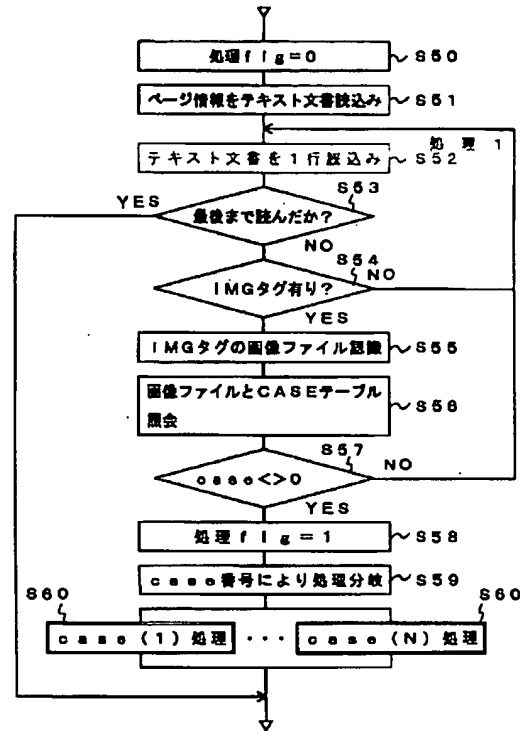 処理flg=0 S50
ページ情報をテキスト文書読込み S51
処理1
テキスト文書を1行読込み S52
S53
YES
最後まで読んだか?
NO
S54
NO
IMGタグ有り?
YES
IMGタグの画像ファイル認識 S55
画像ファイルとCASEテーブル
照会 S56
S57
NO
case<>0
YES
処理flg=1 S58
case番号により処理分岐 S59
S60 S60
case(1)処理 ・・・ case(N)処理